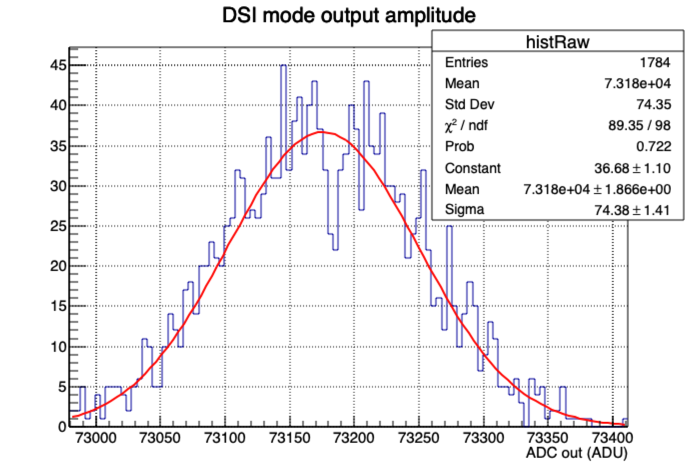 DSI mode output amplitude
histRaw
Entries 1784
Mean 7.318e+04
Std Dev 74.35
χ² / ndf 89.35 / 98
Prob 0.722
Constant 36.68 ± 1.10
Mean 7.318e+04 ± 1.866e+00
Sigma 74.38 ± 1.41
45
40
35
30
25
20
15
10
5
0
73000 73050 73100 73150 73200 73250 73300 73350 73400
ADC out (ADU)